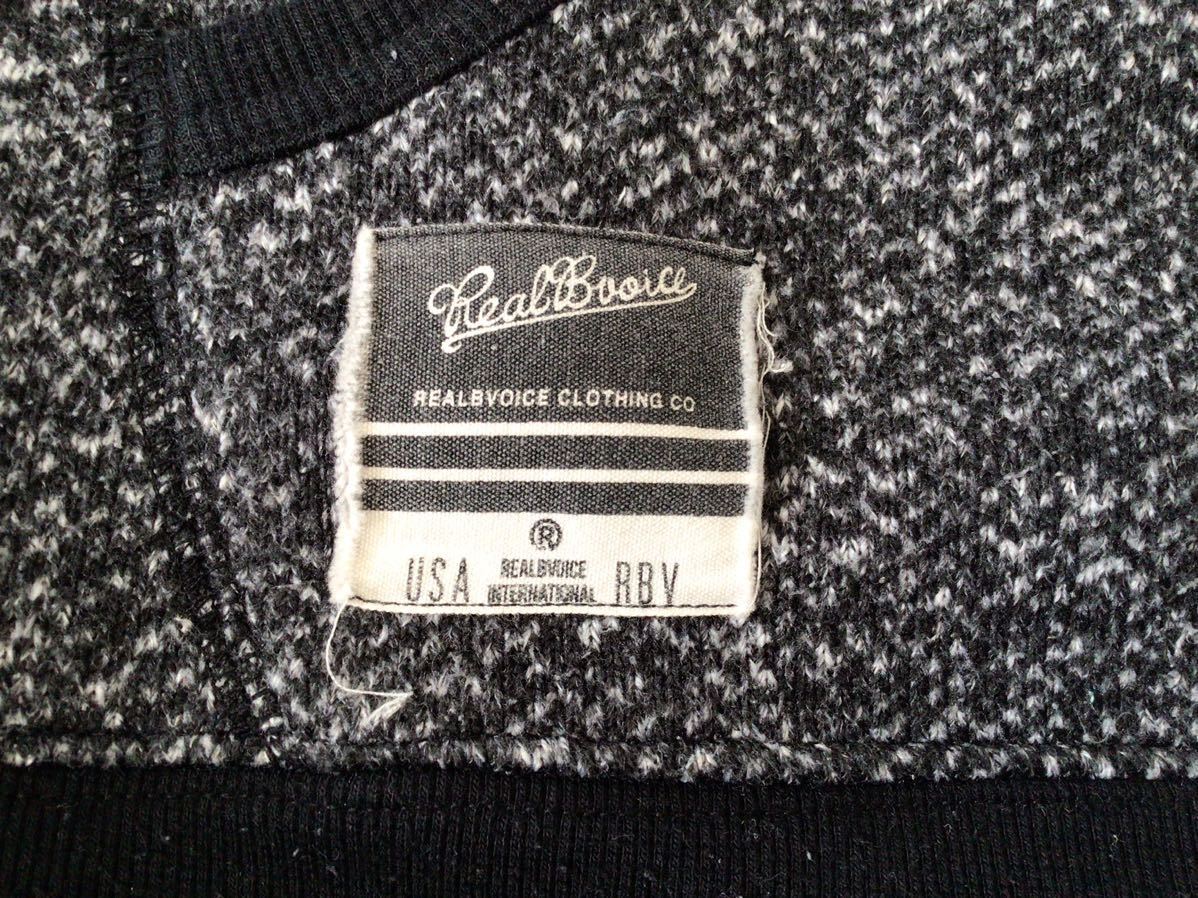 RealBvoice
REALBVOICE CLOTHING CO
®
USA REALBVOICE INTERNATIONAL RBV